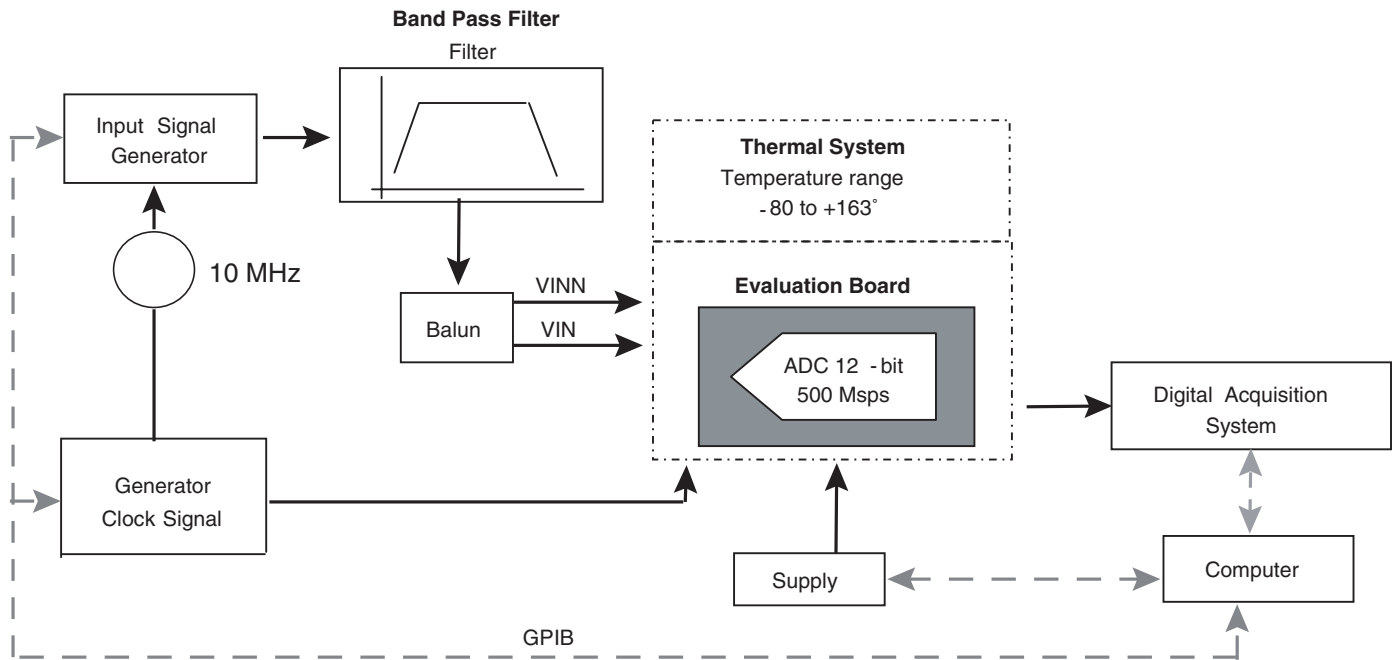 Band Pass Filter
Filter
Input Signal
Generator
Thermal System
Temperature range
-80 to +163°
10 MHz
VINN
Evaluation Board
Balun
VIN
ADC 12 -bit
500 Msps
Digital Acquisition
System
Generator
Clock Signal
Supply
Computer
GPIB